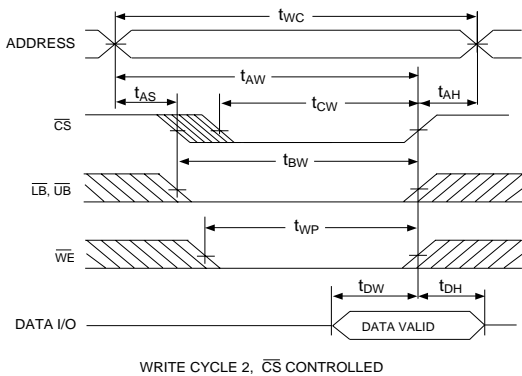 tWC
ADDRESS
tAW
tAS
tCW
tAH
CS
tBW
LB, UB
tWP
WE
tDW
tDH
DATA I/O
DATA VALID
WRITE CYCLE 2, CS CONTROLLED